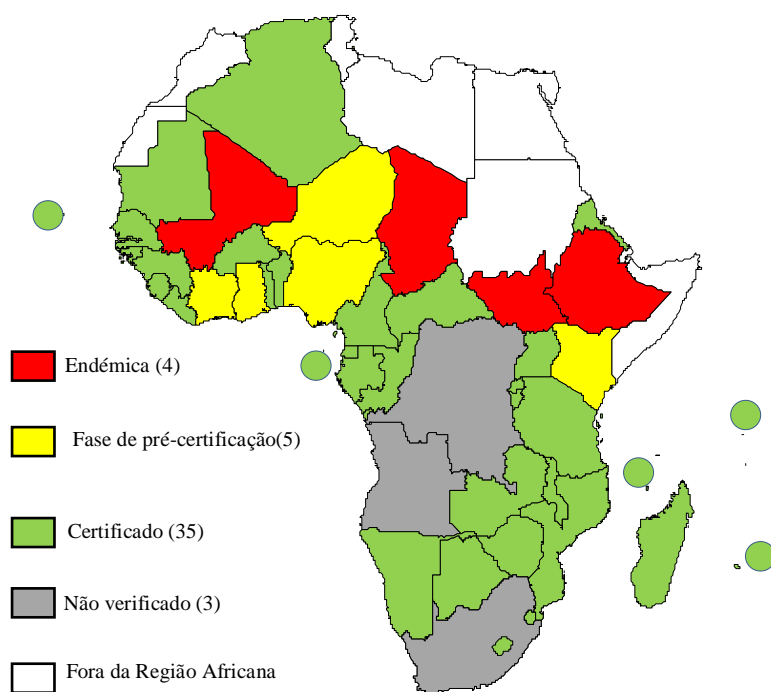 Endémica (4)
Fase de pré-certificação(5)
Certificado (35)
Não verificado (3)
Fora da Região Africana